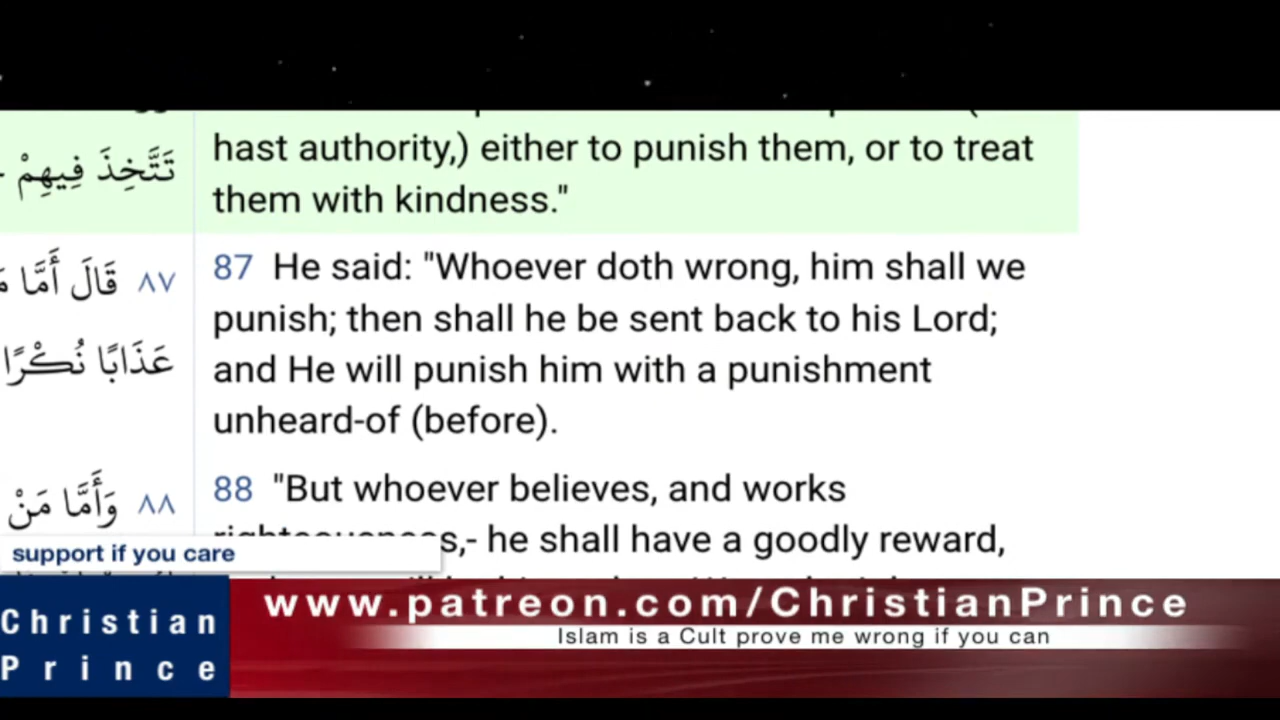 hast authority,) either to punish them, or to treat
them with kindness."
تَتَّخِذَ فِيهِمْ
87 He said: "Whoever doth wrong, him shall we
punish; then shall he be sent back to his Lord;
and He will punish him with a punishment
unheard-of (before).
٨٧ قَالَ أَمَّا
عَذَابًا نُكْرًا
88 "But whoever believes, and works
he shall have a goodly reward,
٨٨ وَأَمَّا مَنْ
support if you care
Christian
Prince
www.patreon.com/ChristianPrince
Islam is a Cult prove me wrong if you can